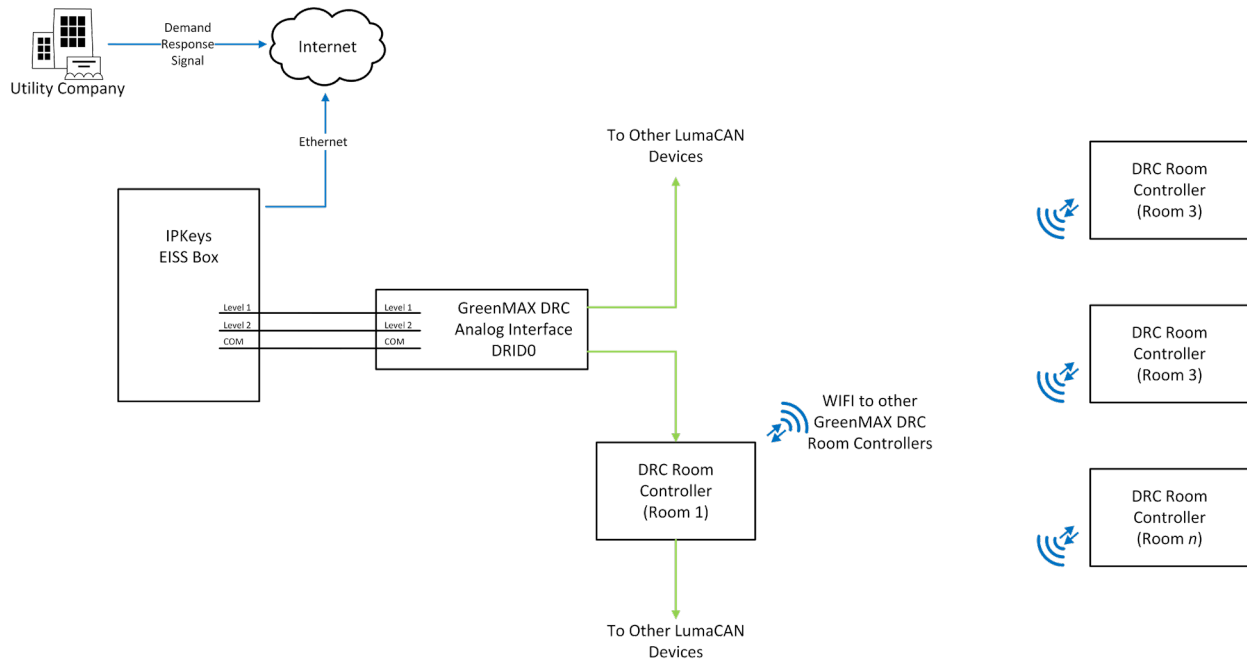 Demand
Response
Signal
Internet
Utility Company
Ethernet
To Other LumaCAN
Devices
DRC Room
Controller
(Room 3)
IPKeys
EISS Box
Level 1
Level 2
COM
Level 1
Level 2
COM
GreenMAX DRC
Analog Interface
DRID0
DRC Room
Controller
(Room 3)
WIFI to other
GreenMAX DRC
Room Controllers
DRC Room
Controller
(Room 1)
DRC Room
Controller
(Room n)
To Other LumaCAN
Devices